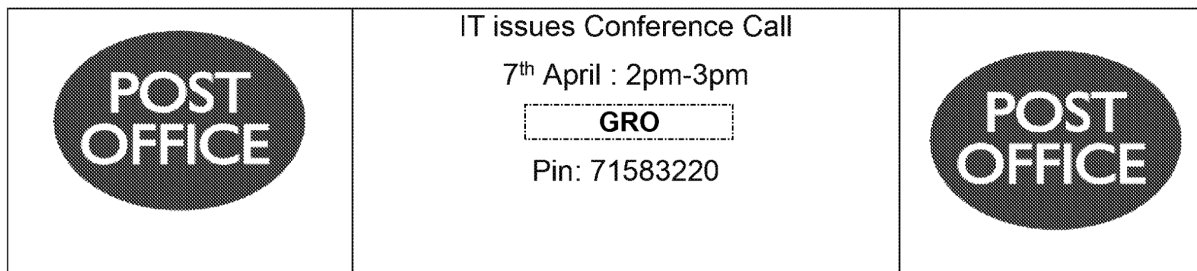 POST
OFFICE
IT issues Conference Call
7th April : 2pm-3pm
GRO
Pin: 71583220
POST
OFFICE